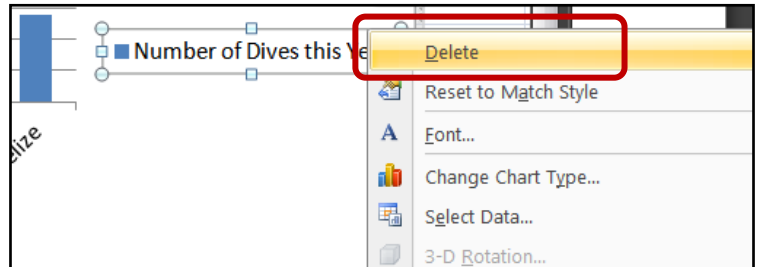 Number of Dives this Ye
Delete
Reset to Match Style
Font...
Change Chart Type...
Select Data...
3-D Rotation...
elize